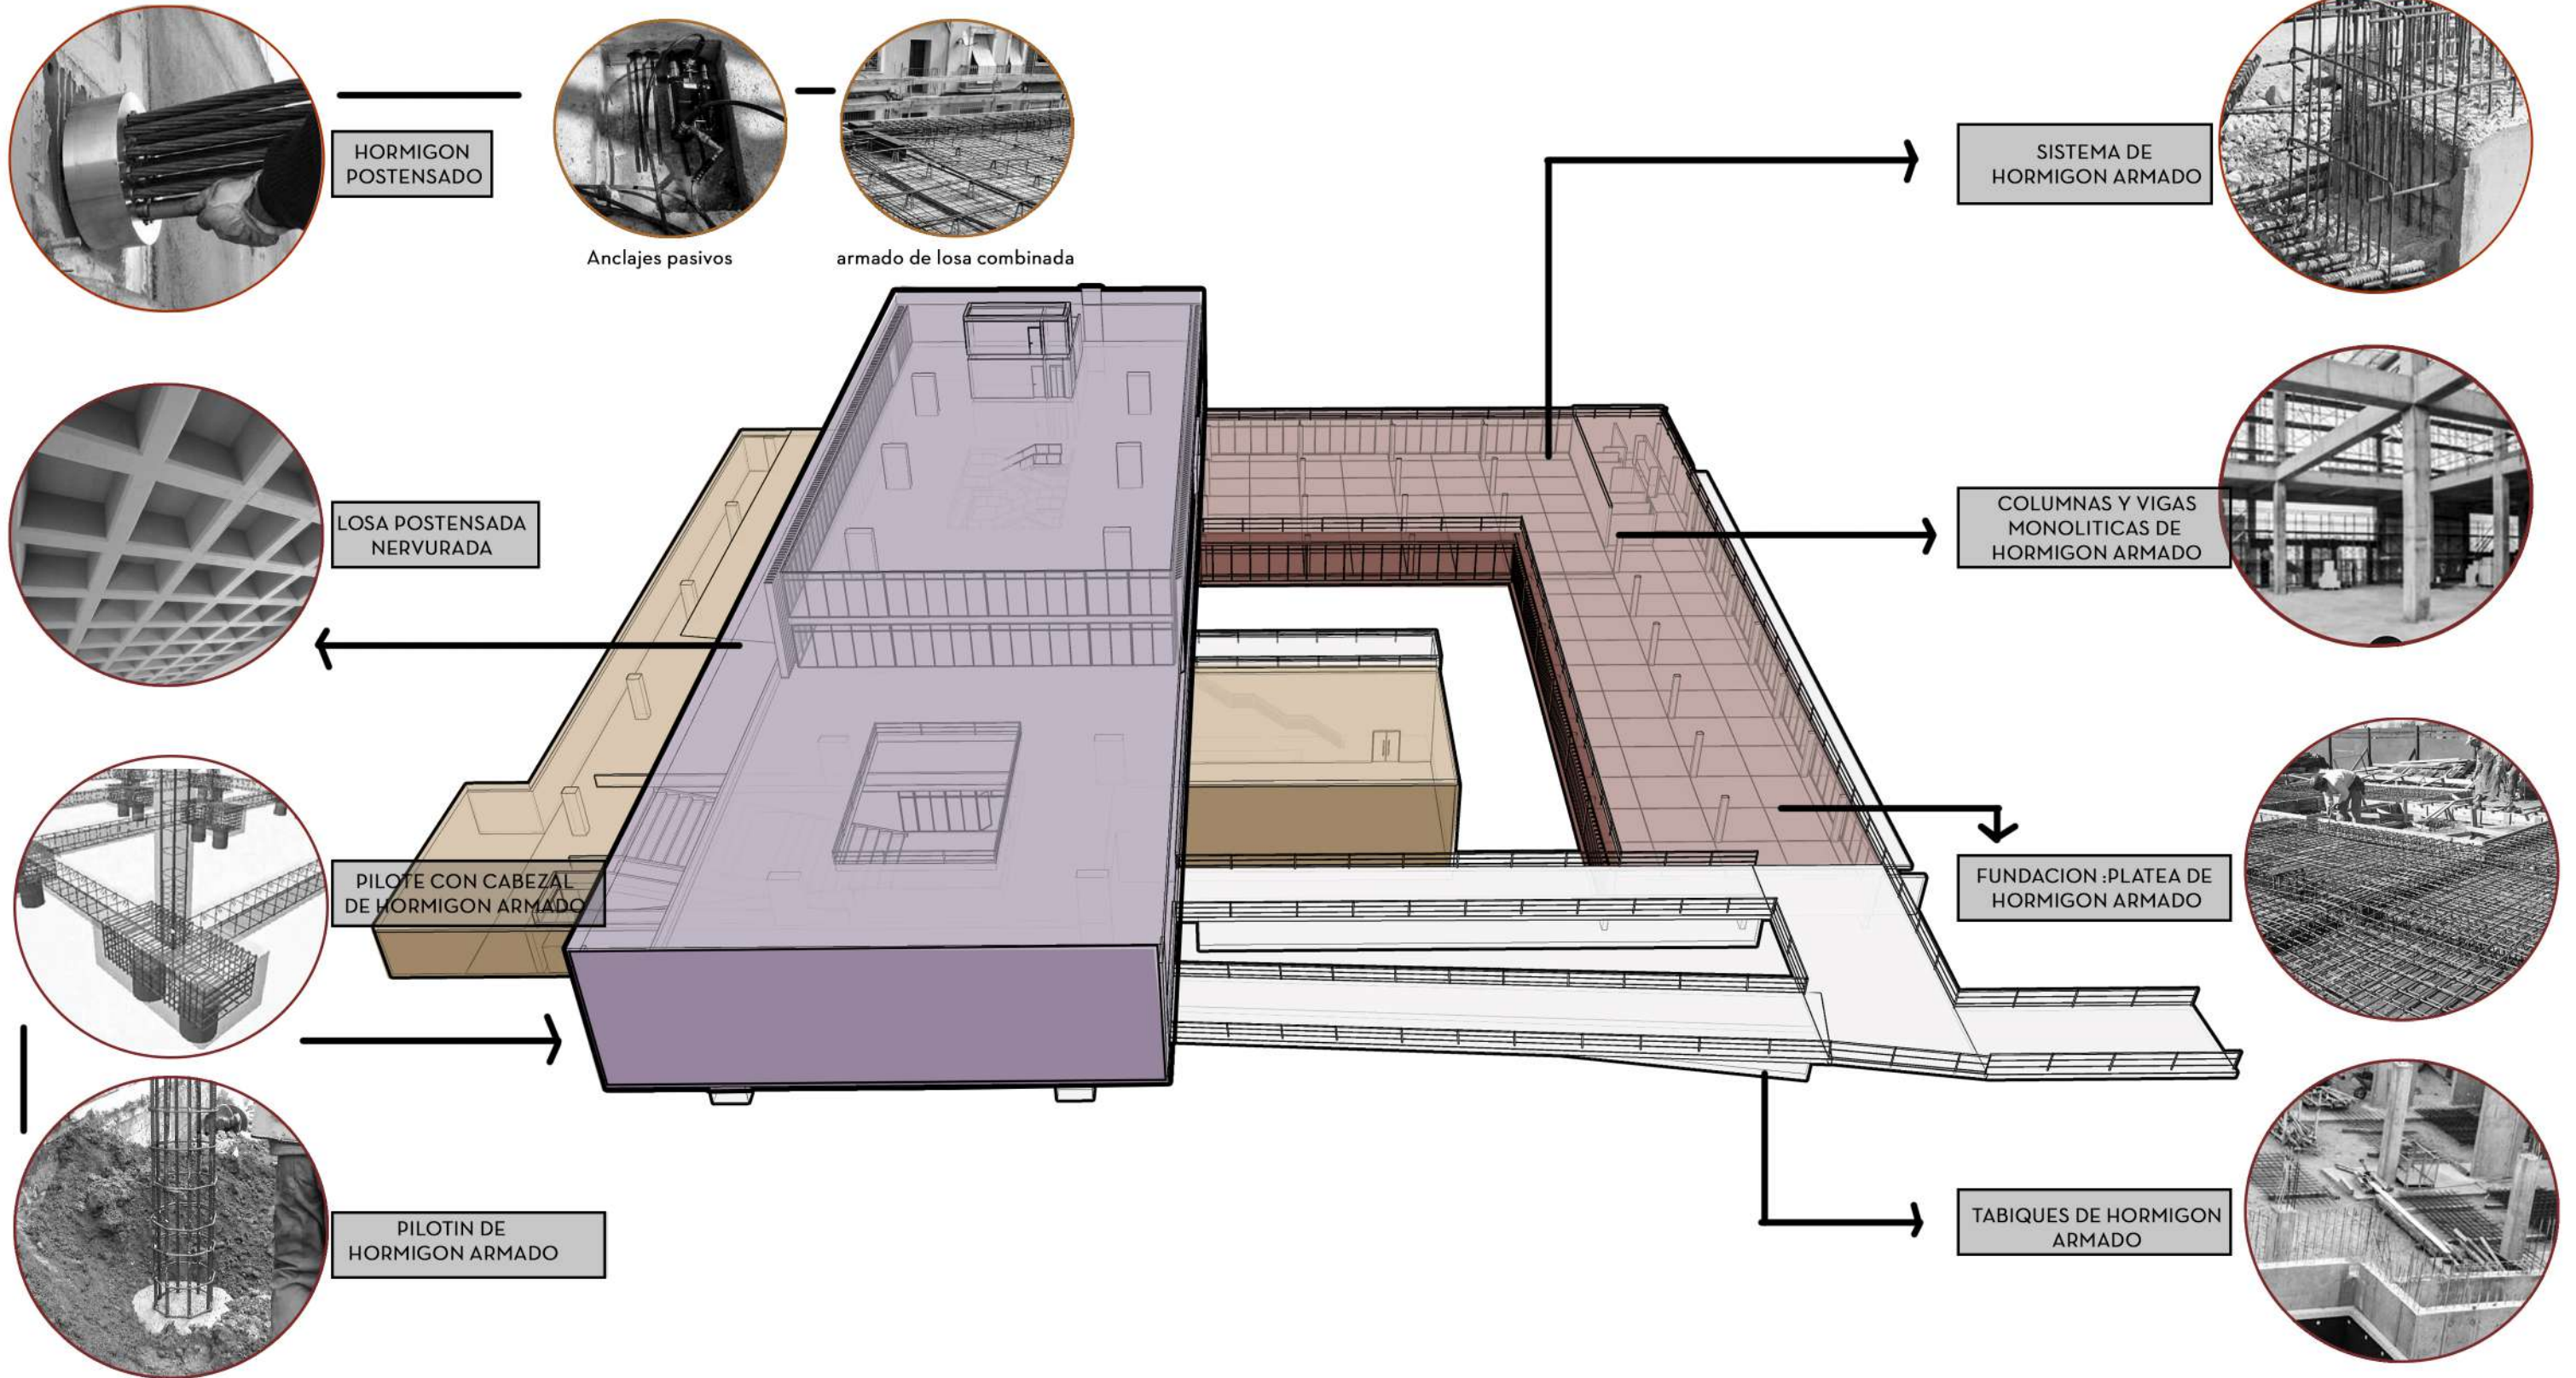 HORMIGON
POSTENSADO
Anclajes pasivos
armado de losa combinada
SISTEMA DE
HORMIGON ARMADO
LOSA POSTENSADA
NERVURADA
COLUMNAS Y VIGAS
MONOLITICAS DE
HORMIGON ARMADO
PILOTE CON CABEZAL
DE HORMIGON ARMADO
FUNDACION :PLATEA DE
HORMIGON ARMADO
PILOTIN DE
HORMIGON ARMADO
TABIQUES DE HORMIGON
ARMADO